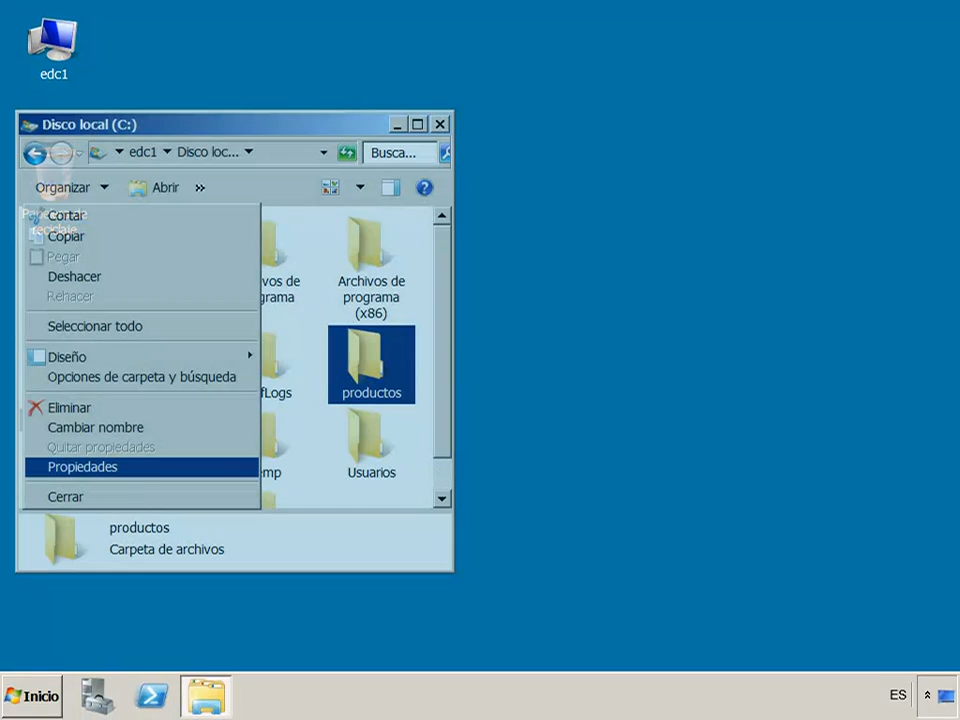 edc1
Disco local (C:)
edc1 Disco loc...
Busca...
Organizar
Abrir
»
Cortar
Copiar
Pegar
Deshacer
Rehacer
Seleccionar todo
Diseño
Opciones de carpeta y búsqueda
Eliminar
Cambiar nombre
Quitar propiedades
Propiedades
Cerrar
vos de
grama
Archivos de
programa
(x86)
fLogs
productos
mp
Usuarios
productos
Carpeta de archivos
reciclaje
Inicio
ES